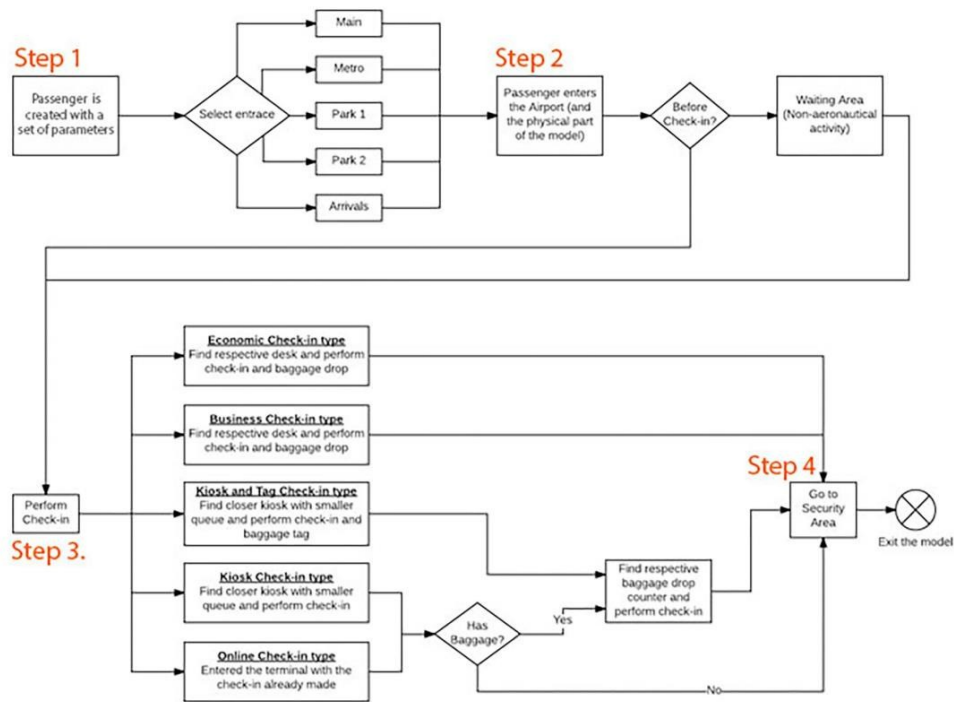 Step 1
Passenger is
created with a
set of parameters
Select entrace
Main
Metro
Park 1
Park 2
Arrivals
Step 2
Passenger enters
the Airport (and
the physical part
of the model)
Before
Check-in?
Waiting Area
(Non-aeronautical
activity)
Perform
Check-in
Step 3.
Economic Check-in type
Find respective desk and perform
check-in and baggage drop
Business Check-in type
Find respective desk and perform
check-in and baggage drop
Kiosk and Tag Check-in type
Find closer kiosk with smaller
queue and perform check-in and
baggage tag
Kiosk Check-in type
Find closer kiosk with smaller
queue and perform check-in
Online Check-in type
Entered the terminal with the
check-in already made
Has
Baggage?
Yes
No
Find respective
baggage drop
counter and
perform check-in
Step 4
Go to
Security
Area
Exit the model